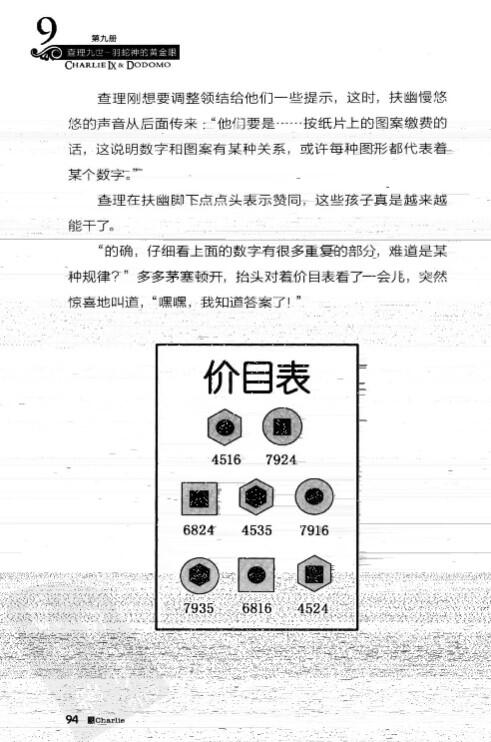 9
第九册
查理九世—羽蛇神的黄金眼
CHARLIE IX & DODOMO
查理刚想要调整领结给他们一些提示,这时,扶幽慢悠
悠的声音从后面传来:“他们要是……按纸片上的图案缴费的
话,这说明数字和图案有某种关系,或许每种图形都代表着
某个数字。”
查理在扶幽脚下点点头表示赞同,这些孩子真是越来越
能干了。
“的确,仔细看上面的数字有很多重复的部分,难道是某
种规律?”多多茅塞顿开,抬头对着价目表看了一会儿,突然
惊喜地叫道,“嘿嘿,我知道答案了!”
价目表
4516 7924
6824 4535 7916
7935 6816 4524
94 Charlie